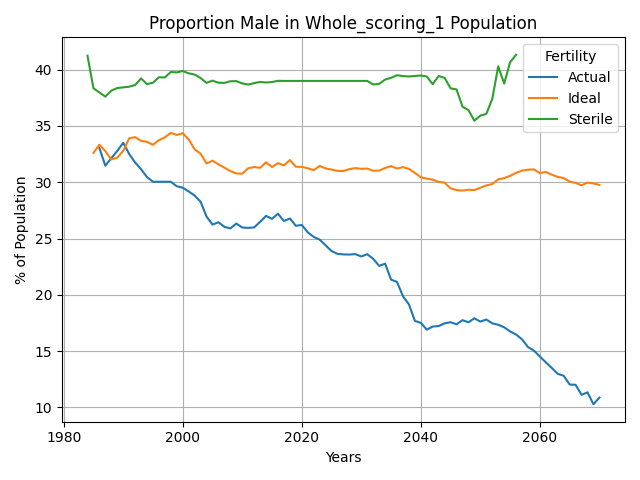 Proportion Male in Whole_scoring_1 Population
Fertility
Actual
Ideal
Sterile
% of Population
40
35
30
25
20
15
10
1980
2000
2020
2040
2060
Years